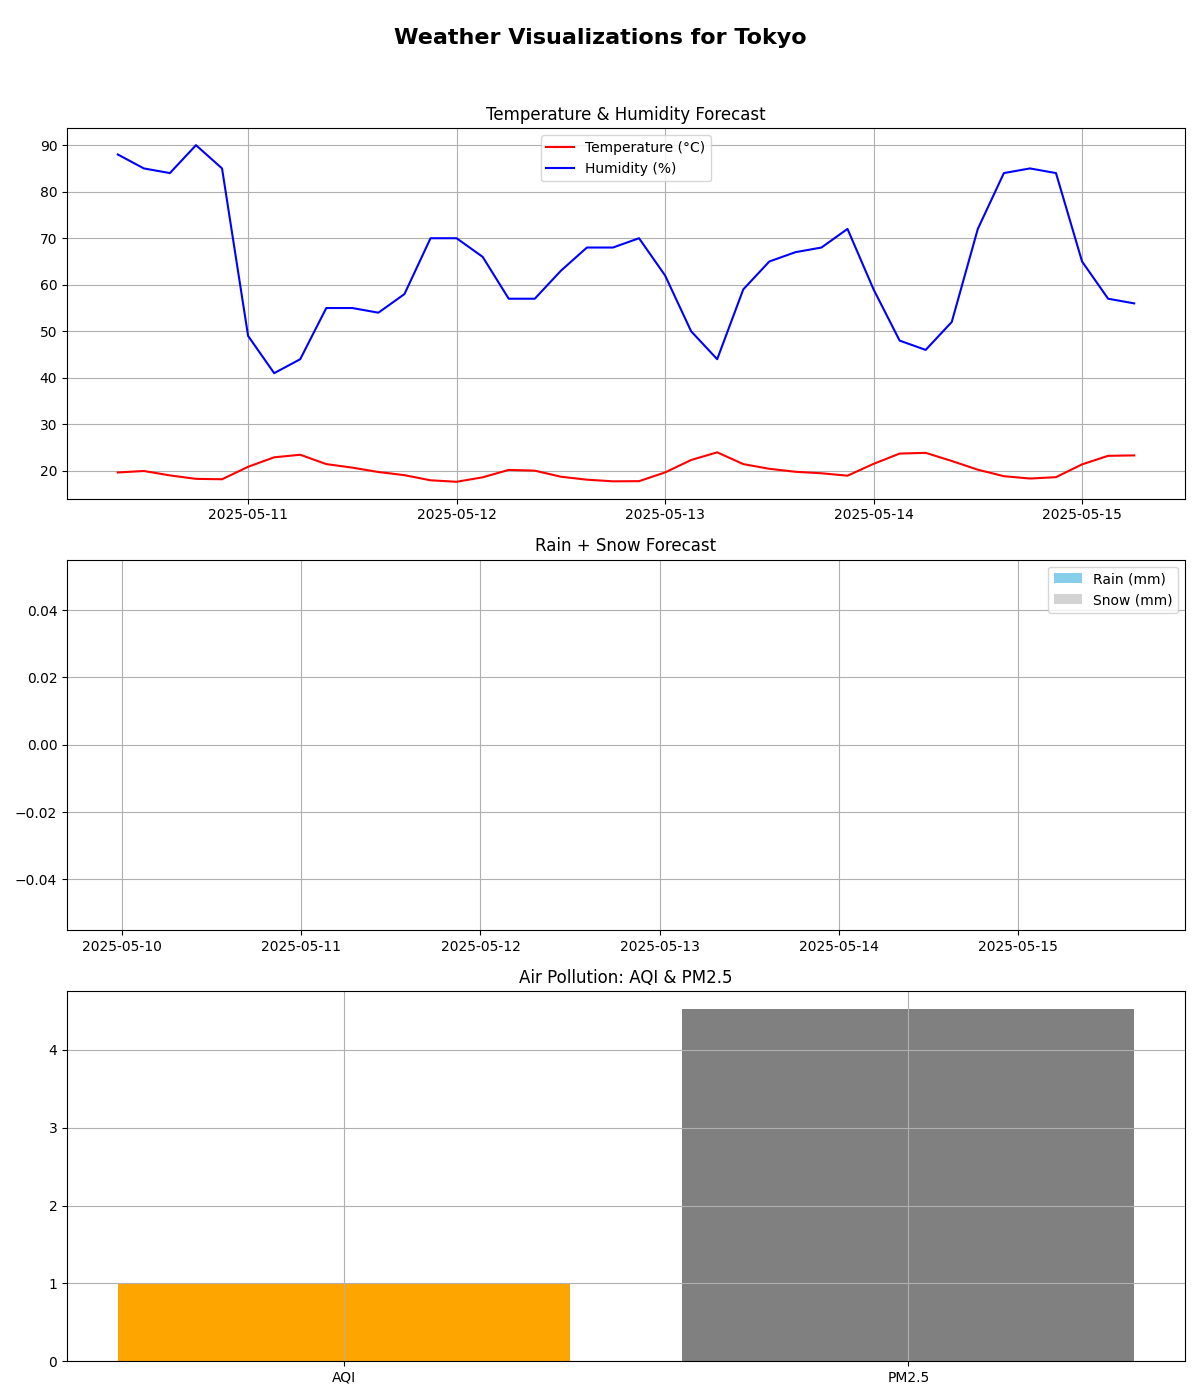 Weather Visualizations for Tokyo
Temperature & Humidity Forecast
Temperature (°C)
Humidity (%)
90
80
70
60
50
40
30
20
2025-05-11
2025-05-12
2025-05-13
2025-05-14
2025-05-15
Rain + Snow Forecast
Rain (mm)
Snow (mm)
0.04
0.02
0.00
−0.02
−0.04
2025-05-10
2025-05-11
2025-05-12
2025-05-13
2025-05-14
2025-05-15
Air Pollution: AQI & PM2.5
4
3
2
1
0
AQI
PM2.5